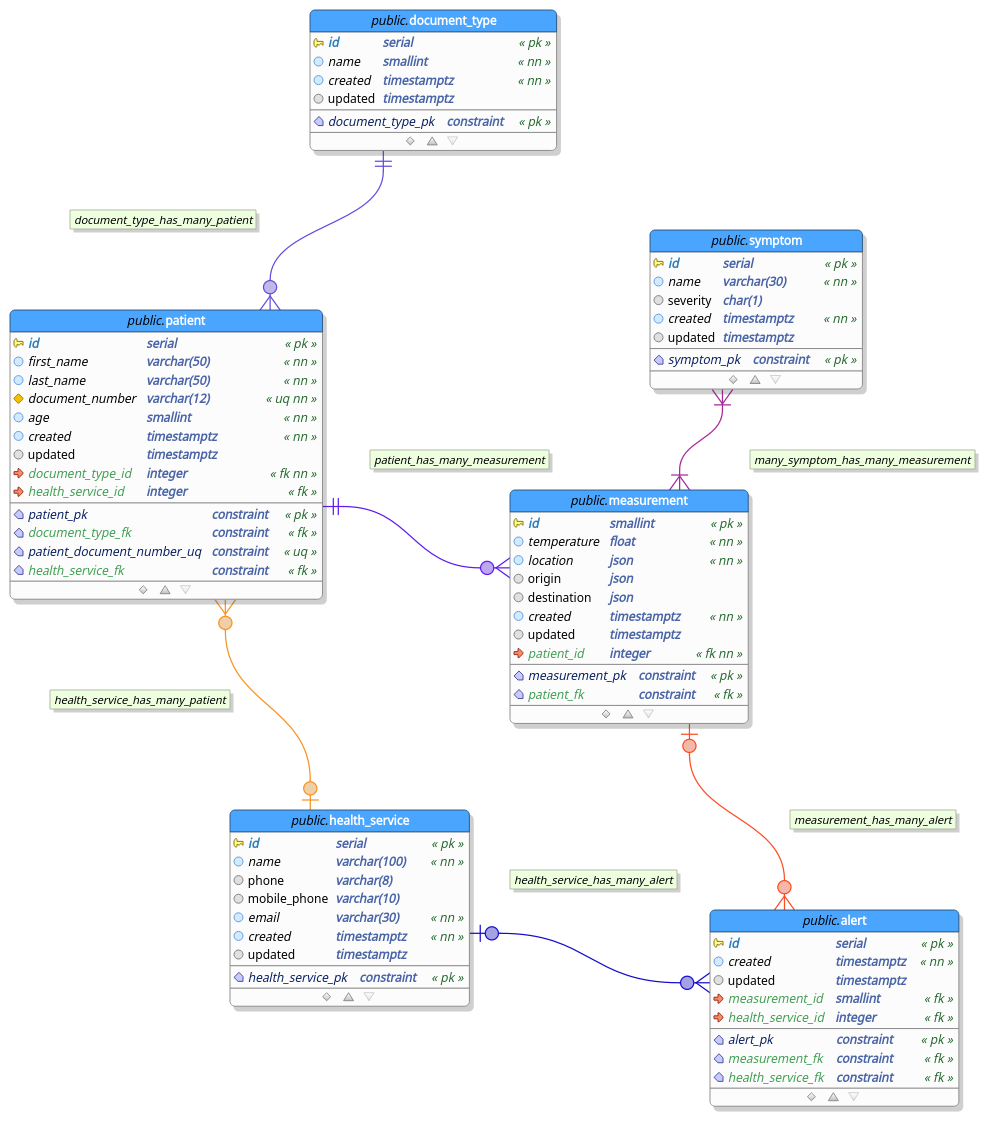 public.document_type
id serial « pk »
name smallint « nn »
created timestamptz « nn »
updated timestamptz
document_type_pk constraint « pk »
document_type_has_many_patient
public.symptom
id serial « pk »
name varchar(30) « nn »
severity char(1)
created timestamptz « nn »
updated timestamptz
symptom_pk constraint « pk »
public.patient
id serial « pk »
first_name varchar(50) « nn »
last_name varchar(50) « nn »
document_number varchar(12) « uq nn »
age smallint « nn »
created timestamptz « nn »
updated timestamptz
document_type_id integer « fk nn »
health_service_id integer « fk »
patient_pk constraint « pk »
document_type_fk constraint « fk »
patient_document_number_uq constraint « uq »
health_service_fk constraint « fk »
patient_has_many_measurement
many_symptom_has_many_measurement
public.measurement
id smallint « pk »
temperature float « nn »
location json « nn »
origin json
destination json
created timestamptz « nn »
updated timestamptz
patient_id integer « fk nn »
measurement_pk constraint « pk »
patient_fk constraint « fk »
health_service_has_many_patient
measurement_has_many_alert
public.health_service
id serial « pk »
name varchar(100) « nn »
phone varchar(8)
mobile_phone varchar(10)
email varchar(30) « nn »
created timestamptz « nn »
updated timestamptz
health_service_pk constraint « pk »
health_service_has_many_alert
public.alert
id serial « pk »
created timestamptz « nn »
updated timestamptz
measurement_id smallint « fk »
health_service_id integer « fk »
alert_pk constraint « pk »
measurement_fk constraint « fk »
health_service_fk constraint « fk »